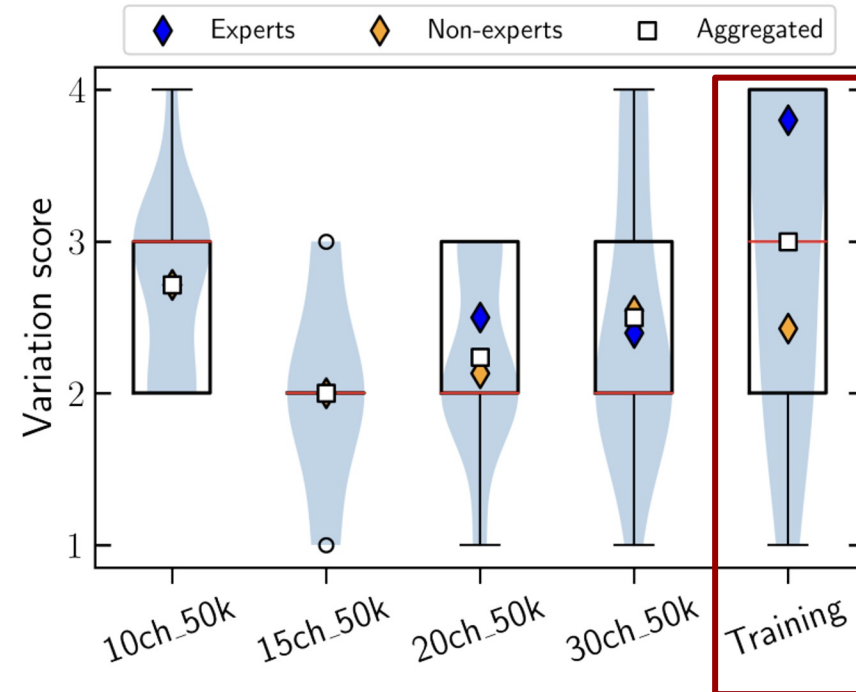 Experts Non-experts Aggregated
Variation score
4
3
2
1
10ch_50k 15ch_50k 20ch_50k 30ch_50k Training